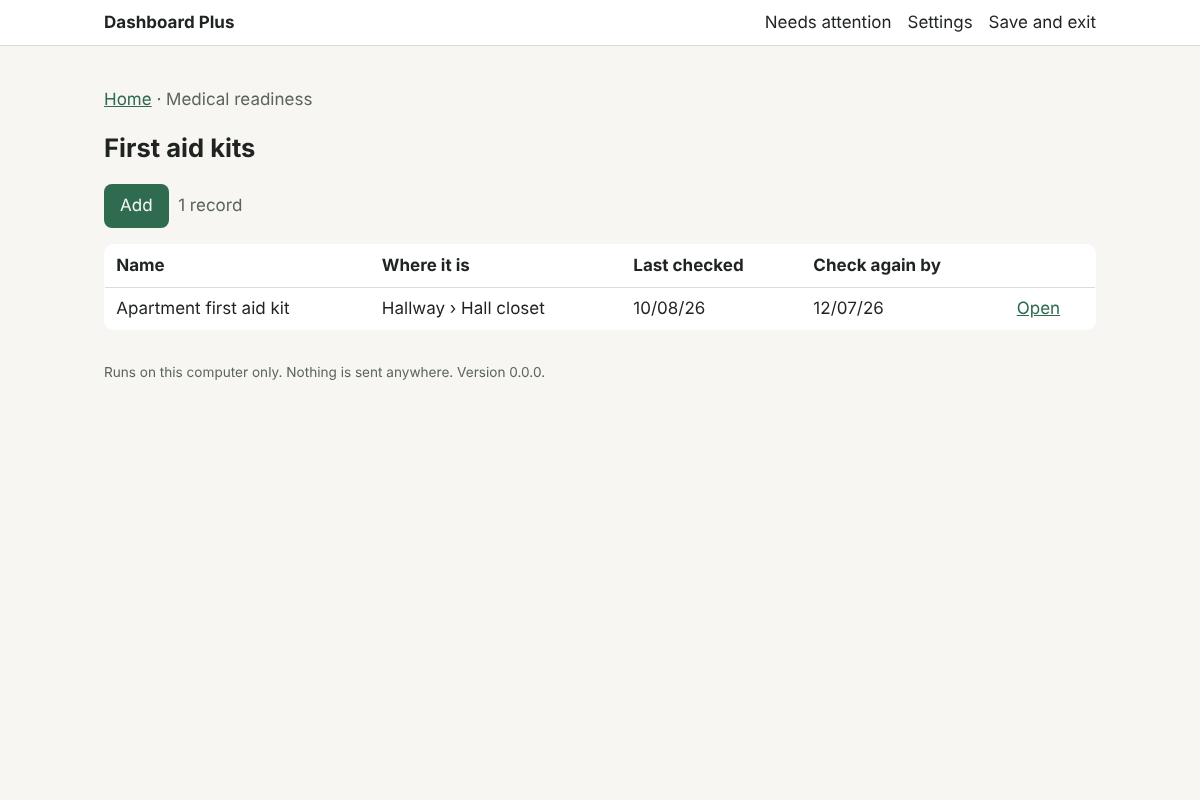 Dashboard Plus Needs attention Settings Save and exit
Home · Medical readiness
First aid kits
Add 1 record
Name Where it is Last checked Check again by
Apartment first aid kit Hallway › Hall closet 10/08/26 12/07/26 Open
Runs on this computer only. Nothing is sent anywhere. Version 0.0.0.